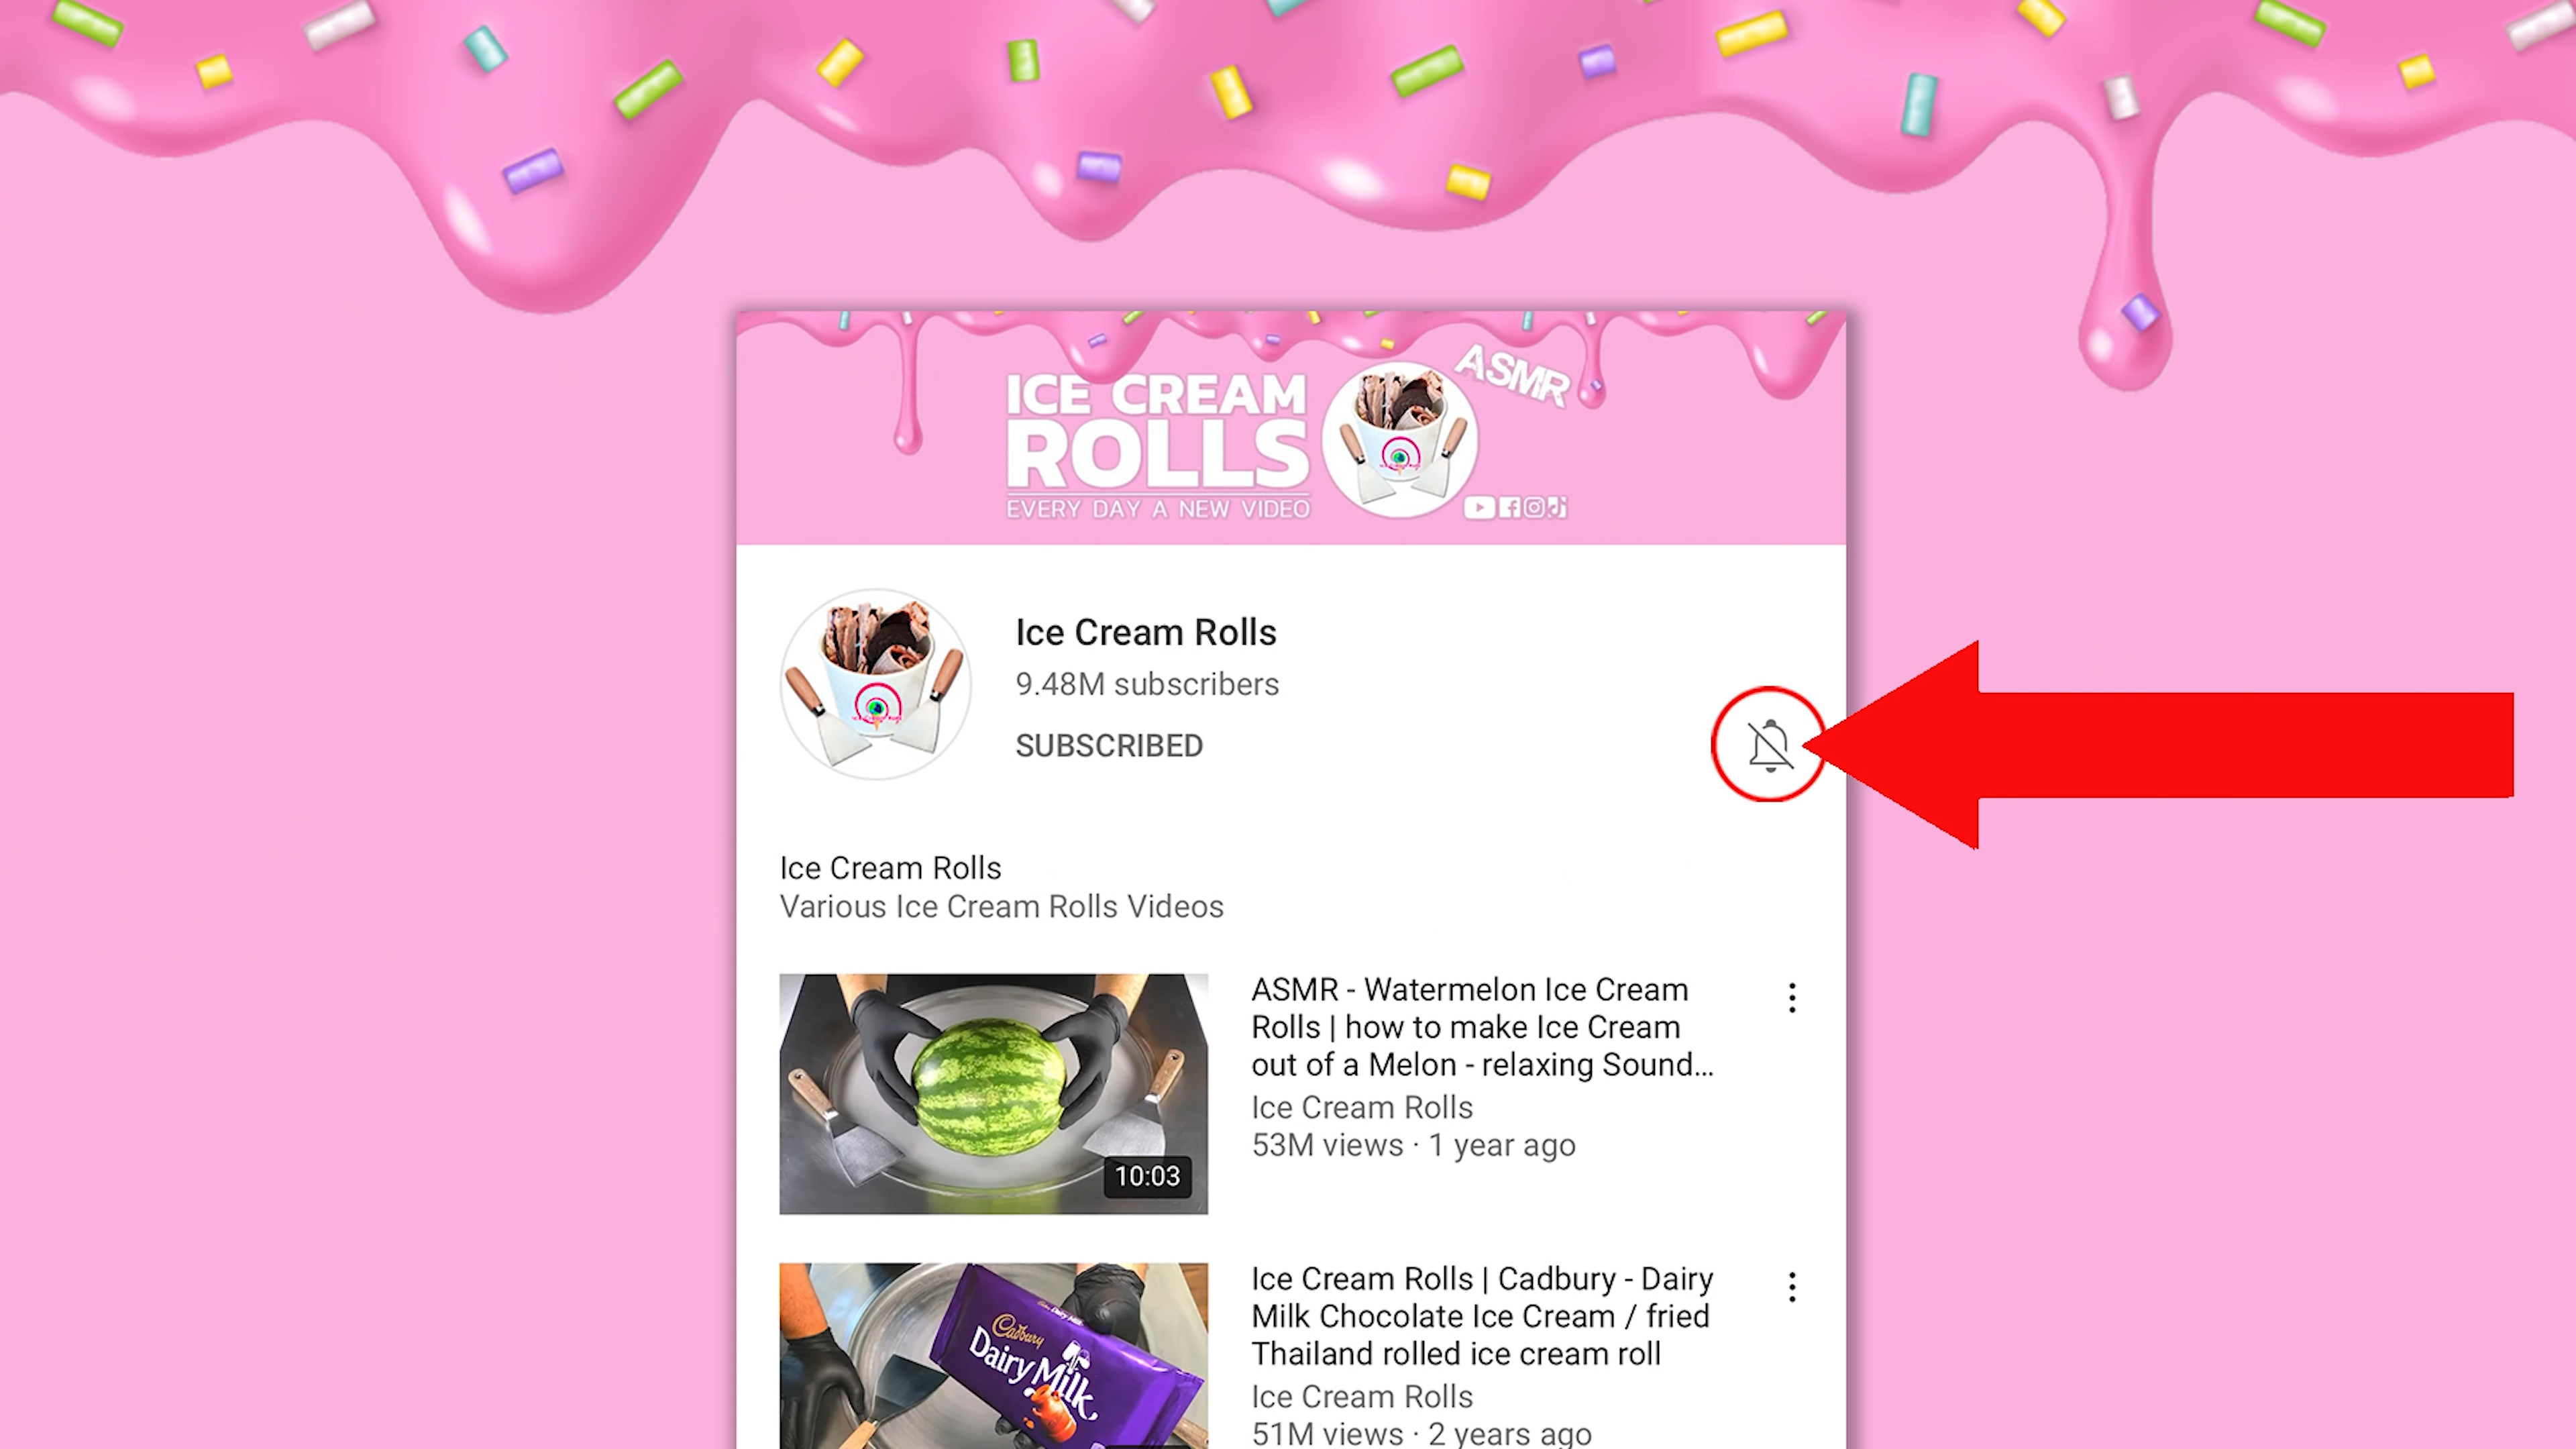 ICE CREAM
ROLLS
EVERY DAY A NEW VIDEO
ASMR
Ice Cream Rolls
9.48M subscribers
SUBSCRIBED
Ice Cream Rolls
Various Ice Cream Rolls Videos
10:03
ASMR - Watermelon Ice Cream
Rolls | how to make Ice Cream
out of a Melon - relaxing Sound...
Ice Cream Rolls
53M views · 1 year ago
Cadbury
Dairy Milk
Ice Cream Rolls | Cadbury - Dairy
Milk Chocolate Ice Cream / fried
Thailand rolled ice cream roll
Ice Cream Rolls
51M views · 2 years ago